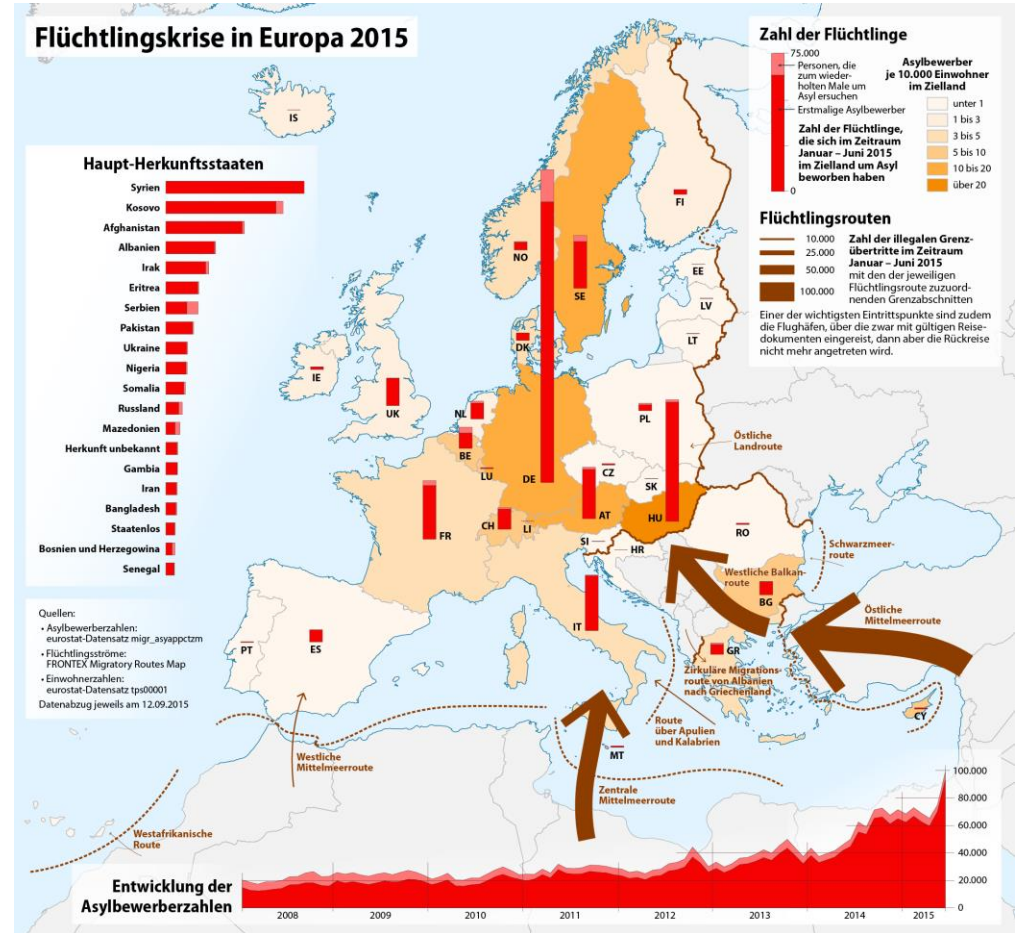 Flüchtlingskrise in Europa 2015
Zahl der Flüchtlinge
75.000
Personen, die
zum wieder-
holten Male um
Asyl ersuchen
Erstmalige Asylbewerber
Zahl der Flüchtlinge,
die sich im Zeitraum
Januar – Juni 2015
im Zielland um Asyl
beworben haben
0
Asylbewerber
je 10.000 Einwohner
im Zielland
unter 1
1 bis 3
3 bis 5
5 bis 10
10 bis 20
über 20
Flüchtlingsrouten
10.000
25.000
50.000
100.000
Zahl der illegalen Grenz-
übertritte im Zeitraum
Januar – Juni 2015
mit den der jeweiligen
Flüchtlingsroute zuzuord-
nenden Grenzabschnitten
Einer der wichtigsten Eintrittspunkte sind zudem
die Flughäfen, über die zwar mit gültigen Reise-
dokumenten eingereist, dann aber die Rückreise
nicht mehr angetreten wird.
Haupt-Herkunftsstaaten
Syrien
Kosovo
Afghanistan
Albanien
Irak
Eritrea
Serbien
Pakistan
Ukraine
Nigeria
Somalia
Russland
Mazedonien
Herkunft unbekannt
Gambia
Iran
Bangladesh
Staatenlos
Bosnien und Herzegowina
Senegal
Quellen:
• Asylbewerberzahlen:
eurostat-Datensatz migr_asyappctzm
• Flüchtlingsströme:
FRONTEX Migratory Routes Map
• Einwohnerzahlen:
eurostat-Datensatz tps00001
Datenabzug jeweils am 12.09.2015
IS
NO
SE
FI
EE
LV
LT
DK
IE
UK
NL
BE
LU
DE
PL
CZ
SK
AT
HU
CH
LI
FR
SI
HR
RO
BG
IT
GR
PT
ES
MT
CY
Östliche
Landroute
Schwarzmeer-
route
Westliche Balkan-
route
Östliche
Mittelmeerroute
Zirkuläre Migrations-
route von Albanien
nach Griechenland
Route
über Apulien
und Kalabrien
Westliche
Mittelmeerroute
Zentrale
Mittelmeerroute
Westafrikanische
Route
Entwicklung der
Asylbewerberzahlen
100.000
80.000
60.000
40.000
20.000
0
2008
2009
2010
2011
2012
2013
2014
2015